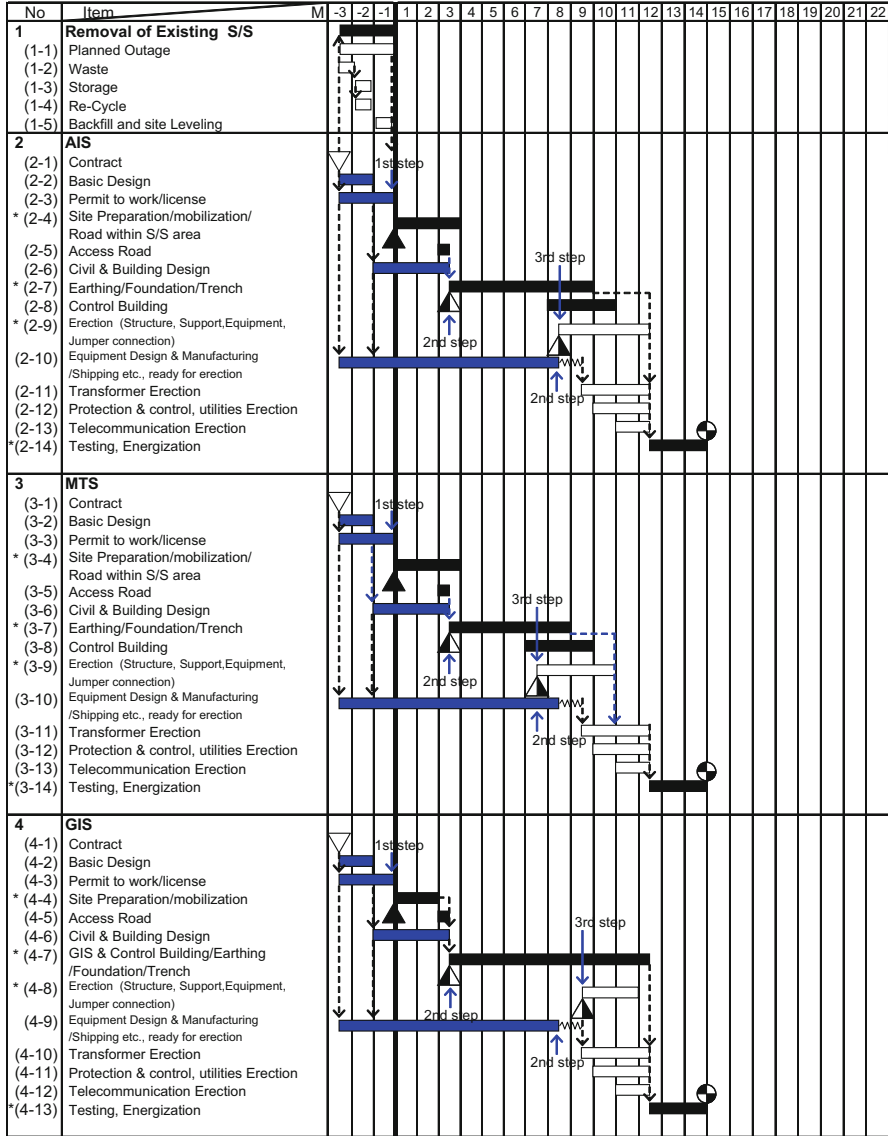 No Item M -3 -2 -1 1 2 3 4 5 6 7 8 9 10 11 12 13 14 15 16 17 18 19 20 21 22
1 Removal of Existing S/S
(1-1) Planned Outage
(1-2) Waste
(1-3) Storage
(1-4) Re-Cycle
(1-5) Backfill and site Leveling
2 AIS
(2-1) Contract 1st step
(2-2) Basic Design
(2-3) Permit to work/license
* (2-4) Site Preparation/mobilization/
Road within S/S area
(2-5) Access Road 3rd step
(2-6) Civil & Building Design
* (2-7) Earthing/Foundation/Trench
(2-8) Control Building
* (2-9) Erection (Structure, Support,Equipment,
Jumper connection) 2nd step
(2-10) Equipment Design & Manufacturing
/Shipping etc., ready for erection
(2-11) Transformer Erection 2nd step
(2-12) Protection & control, utilities Erection
(2-13) Telecommunication Erection
*(2-14) Testing, Energization
3 MTS
(3-1) Contract 1st step
(3-2) Basic Design
(3-3) Permit to work/license
* (3-4) Site Preparation/mobilization/
Road within S/S area
(3-5) Access Road 3rd step
(3-6) Civil & Building Design
* (3-7) Earthing/Foundation/Trench
(3-8) Control Building
* (3-9) Erection (Structure, Support,Equipment,
Jumper connection) 2nd step
(3-10) Equipment Design & Manufacturing
/Shipping etc., ready for erection
(3-11) Transformer Erection 2nd step
(3-12) Protection & control, utilities Erection
(3-13) Telecommunication Erection
*(3-14) Testing, Energization
4 GIS
(4-1) Contract 1st step
(4-2) Basic Design
(4-3) Permit to work/license
* (4-4) Site Preparation/mobilization
(4-5) Access Road 3rd step
(4-6) Civil & Building Design
* (4-7) GIS & Control Building/Earthing
/Foundation/Trench
* (4-8) Erection (Structure, Support,Equipment,
Jumper connection) 2nd step
(4-9) Equipment Design & Manufacturing
/Shipping etc., ready for erection
(4-10) Transformer Erection 2nd step
(4-11) Protection & control, utilities Erection
(4-12) Telecommunication Erection
*(4-13) Testing, Energization